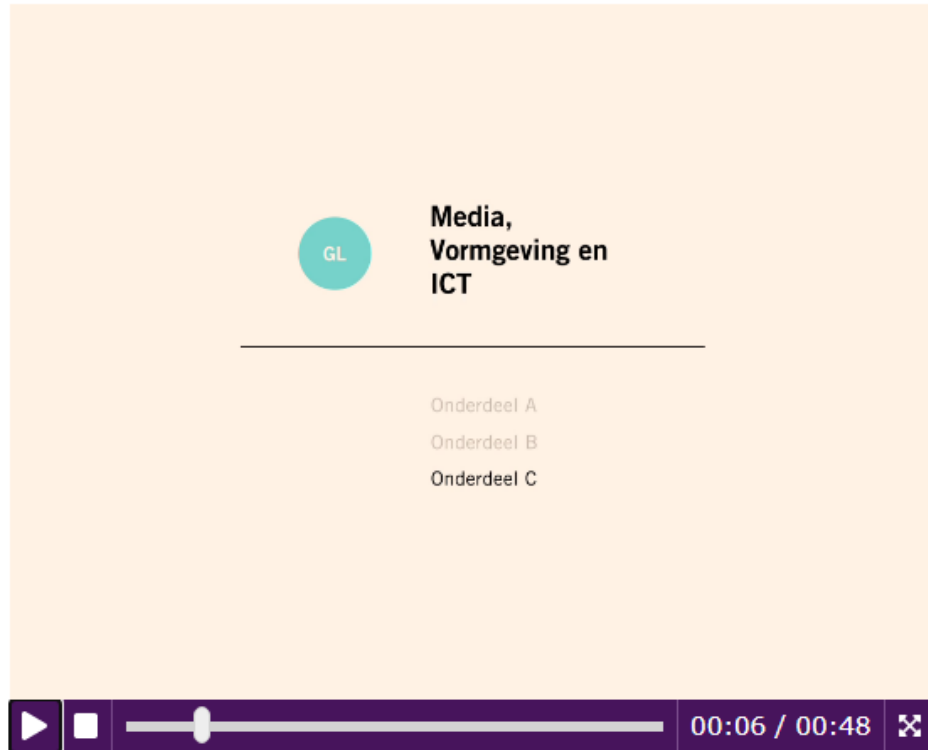 GL
Media,
Vormgeving en
ICT
Onderdeel A
Onderdeel B
Onderdeel C
00:06 / 00:48